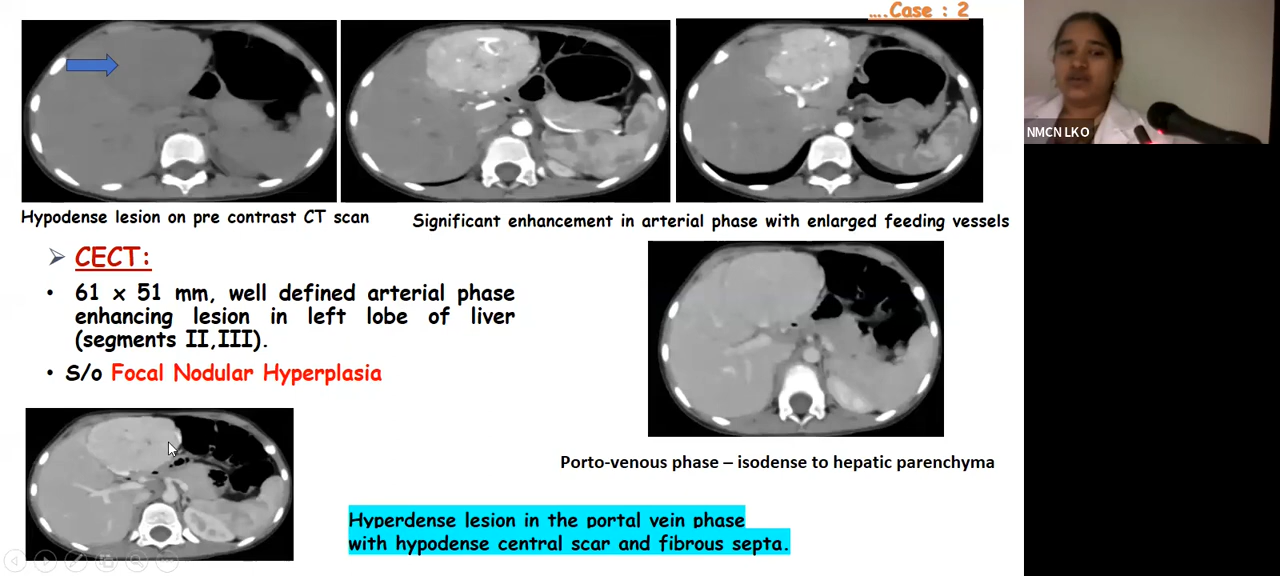 ....Case : 2
NMCN LKO
Hypodense lesion on pre contrast CT scan
Significant enhancement in arterial phase with enlarged feeding vessels
➢ CECT:
• 61 x 51 mm, well defined arterial phase
enhancing lesion in left lobe of liver
(segments II,III).
• S/o Focal Nodular Hyperplasia
Porto-venous phase – isodense to hepatic parenchyma
Hyperdense lesion in the portal vein phase
with hypodense central scar and fibrous septa.